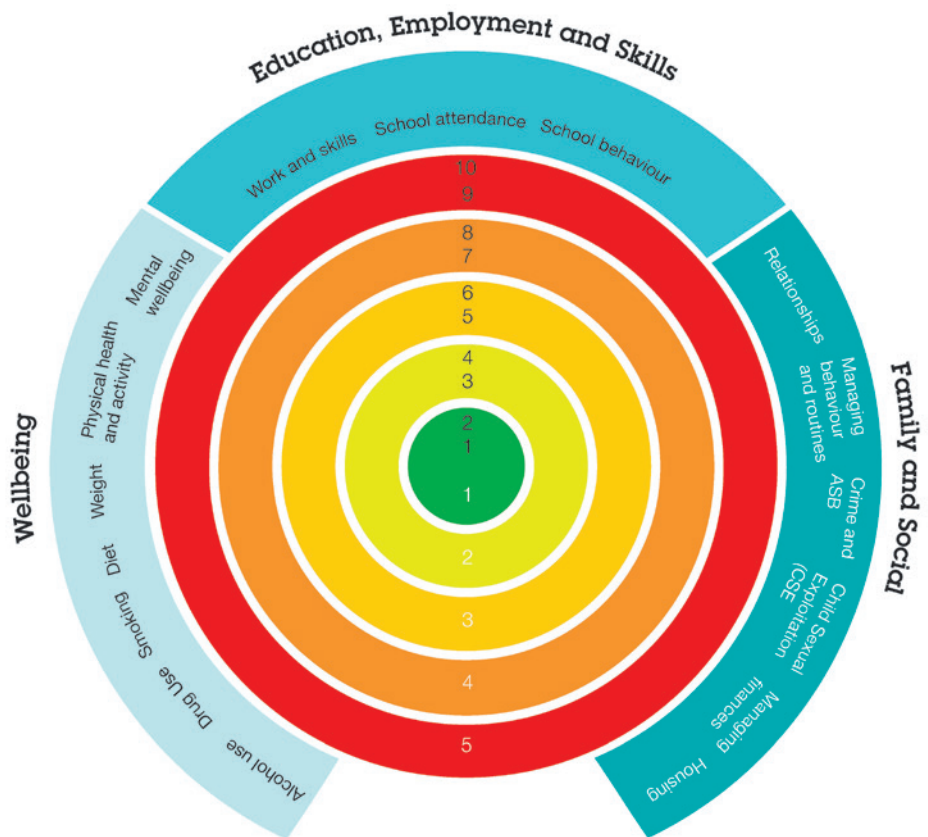 Education, Employment and Skills
Work and skills
School attendance
School behaviour
10
9
8
7
6
5
4
3
2
1
1
2
3
4
5
Family and Social
Relationships
Managing
behaviour
and routines
Crime and
ASB
Child Sexual
Exploitation
(CSE
Managing
finances
Housing
Wellbeing
Mental
wellbeing
Physical health
and activity
Weight
Diet
Smoking
Drug Use
Alcohol use